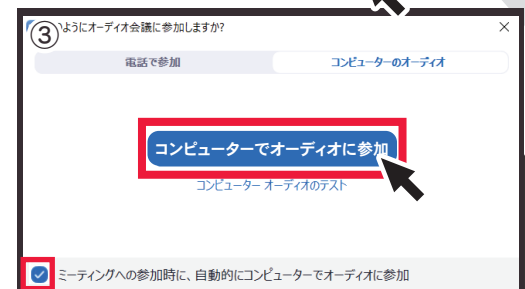 ③
ようにオーディオ会議に参加しますか?
電話で参加
コンピューターのオーディオ
コンピューターでオーディオに参加
コンピューター オーディオのテスト
ミーティングへの参加時に、自動的にコンピューターでオーディオに参加